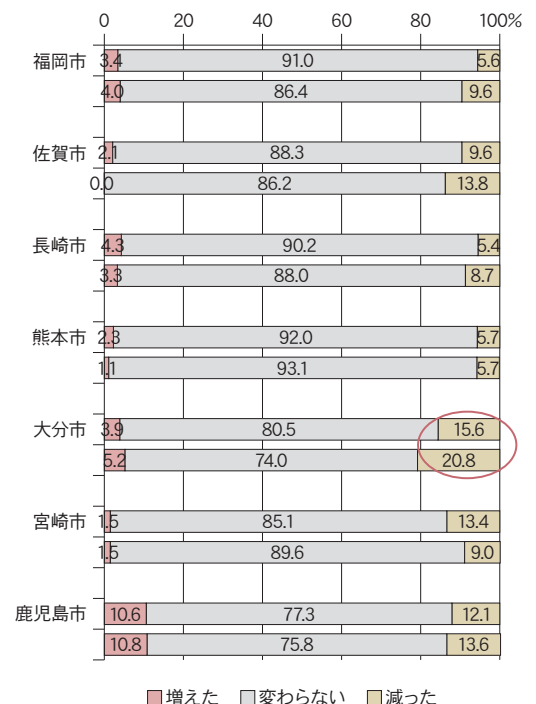 0 20 40 60 80 100%
福岡市 3.4 91.0 5.6
4.0 86.4 9.6
佐賀市 2.1 88.3 9.6
0.0 86.2 13.8
長崎市 4.3 90.2 5.4
3.3 88.0 8.7
熊本市 2.3 92.0 5.7
1.1 93.1 5.7
大分市 3.9 80.5 15.6
5.2 74.0 20.8
宮崎市 1.5 85.1 13.4
1.5 89.6 9.0
鹿児島市 10.6 77.3 12.1
10.8 75.8 13.6
増えた 変わらない 減った